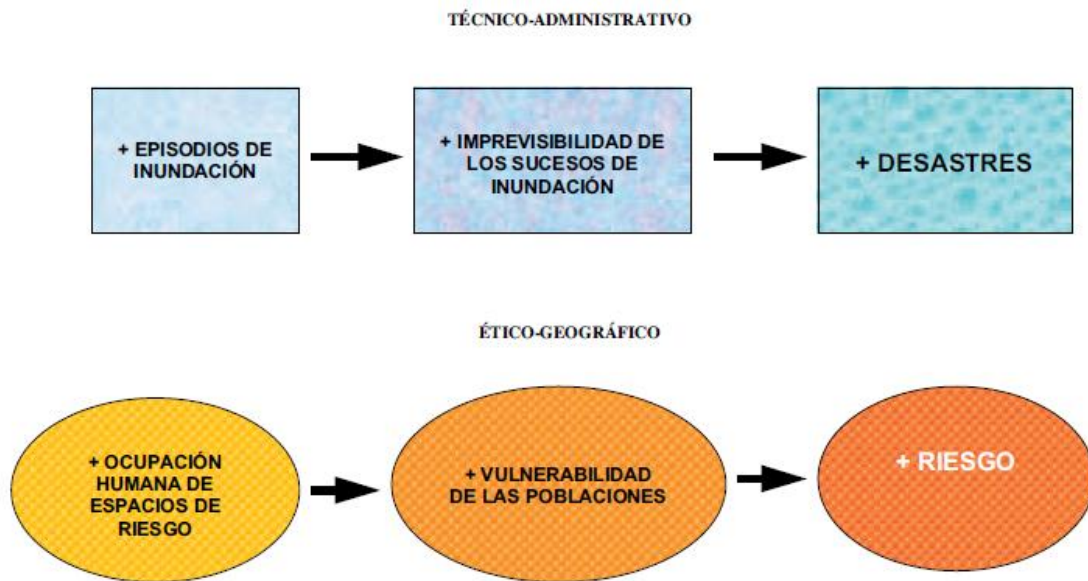 TÉCNICO-ADMINISTRATIVO
+ EPISODIOS DE
INUNDACIÓN
+ IMPREVISIBILIDAD DE
LOS SUCESOS DE
INUNDACIÓN
+ DESASTRES
ÉTICO-GEOGRÁFICO
+ OCUPACIÓN
HUMANA DE
ESPACIOS DE
RIESGO
+ VULNERABILIDAD
DE LAS POBLACIONES
+ RIESGO